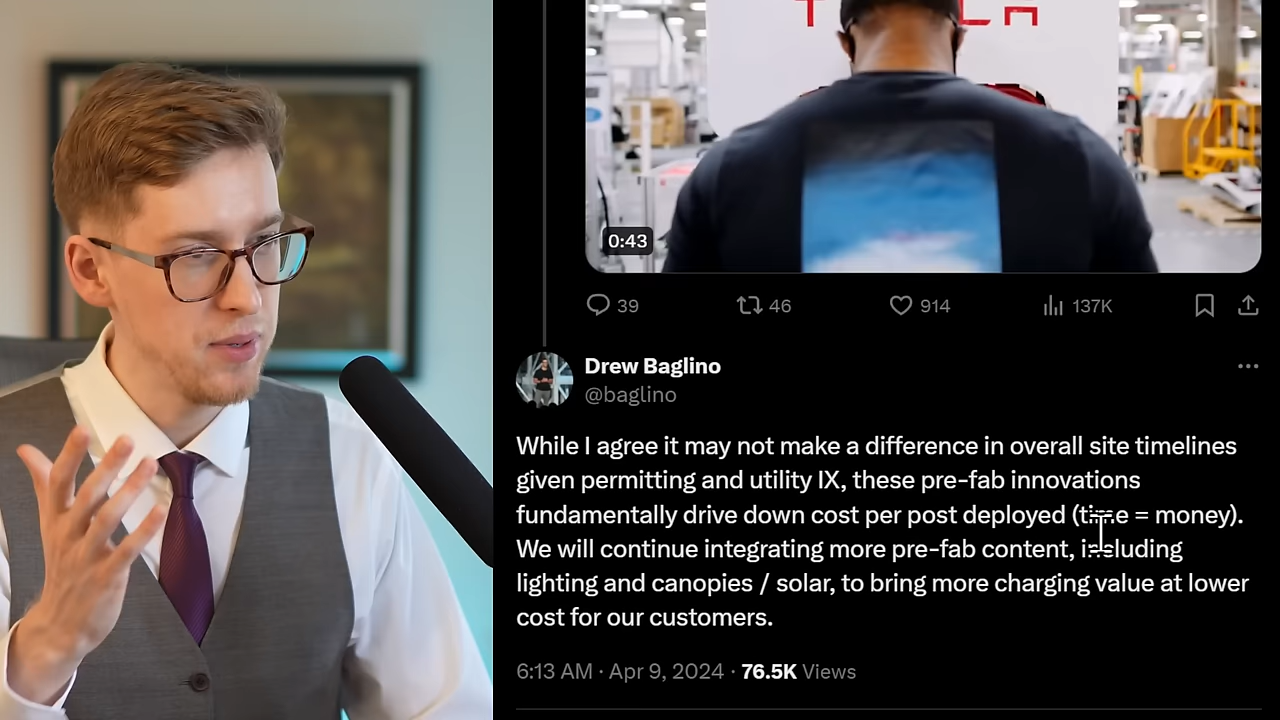 0:43
39 46 914 137K
Drew Baglino
@baglino
While I agree it may not make a difference in overall site timelines
given permitting and utility IX, these pre-fab innovations
fundamentally drive down cost per post deployed (time = money).
We will continue integrating more pre-fab content, including
lighting and canopies / solar, to bring more charging value at lower
cost for our customers.
6:13 AM · Apr 9, 2024 · 76.5K Views